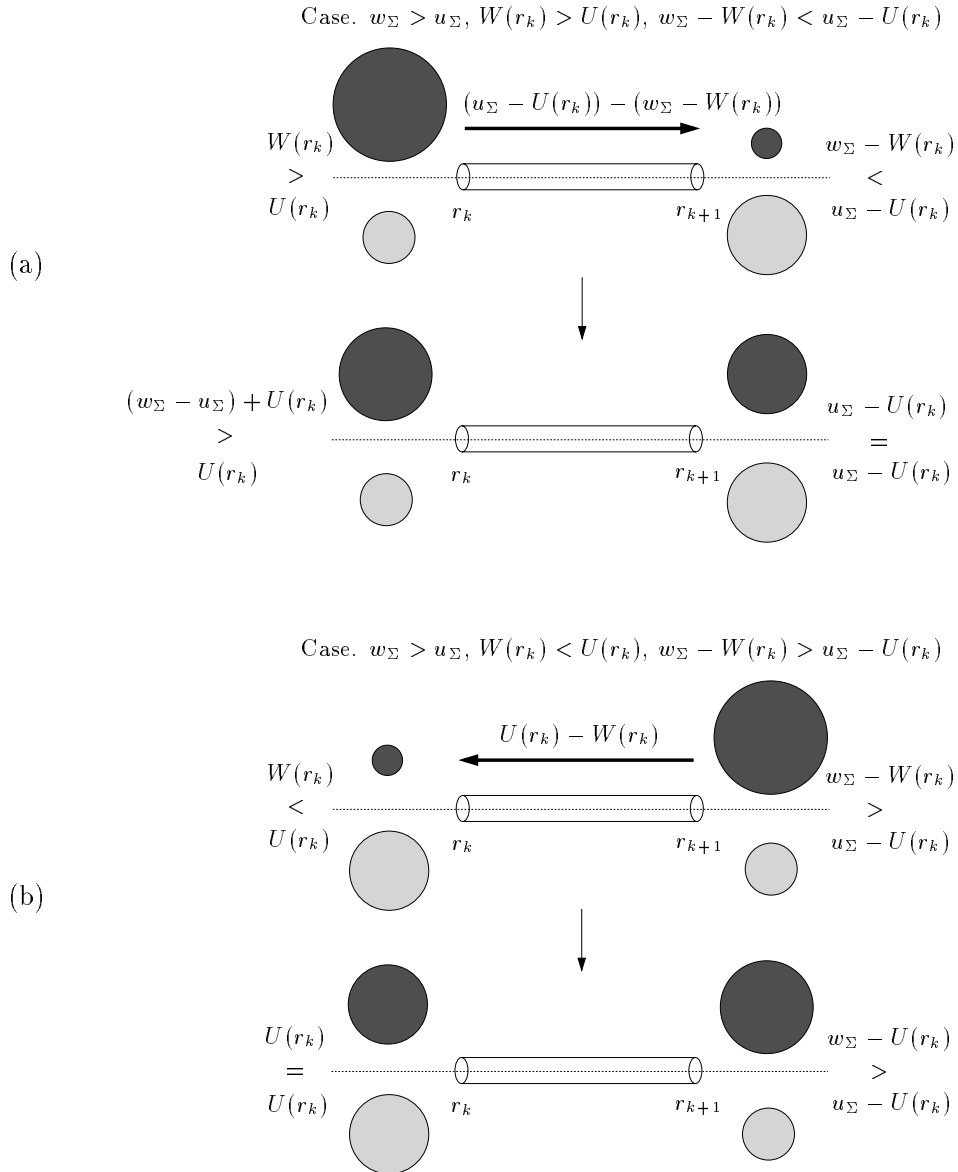 Case. w_Σ > u_Σ, W(r_k) > U(r_k), w_Σ − W(r_k) < u_Σ − U(r_k)
(u_Σ − U(r_k)) − (w_Σ − W(r_k))
W(r_k) w_Σ − W(r_k)
> <
U(r_k) r_k r_{k+1} u_Σ − U(r_k)
(a)
(w_Σ − u_Σ) + U(r_k) u_Σ − U(r_k)
> =
U(r_k) r_k r_{k+1} u_Σ − U(r_k)
Case. w_Σ > u_Σ, W(r_k) < U(r_k), w_Σ − W(r_k) > u_Σ − U(r_k)
U(r_k) − W(r_k)
W(r_k) w_Σ − W(r_k)
< >
U(r_k) r_k r_{k+1} u_Σ − U(r_k)
(b)
U(r_k) w_Σ − U(r_k)
= >
U(r_k) r_k r_{k+1} u_Σ − U(r_k)